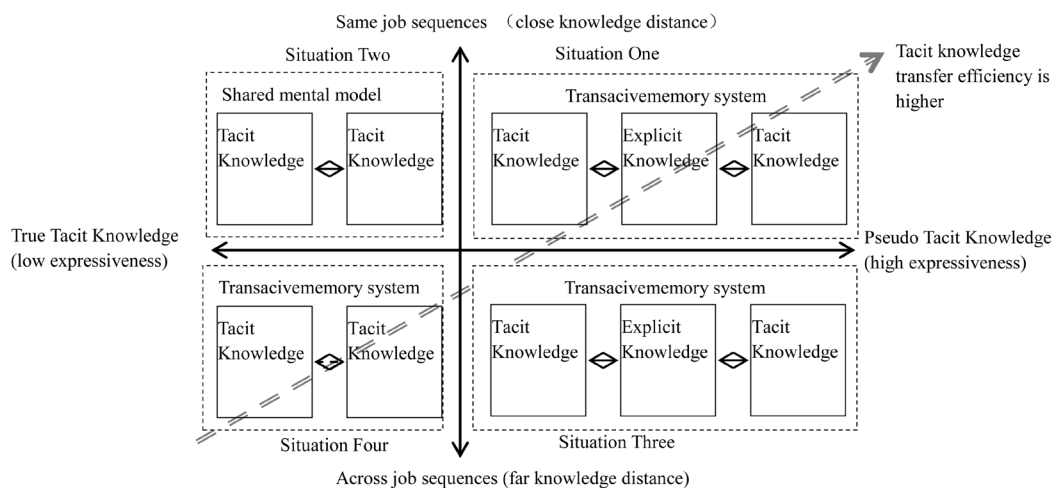 Same job sequences （close knowledge distance）
Situation Two
Situation One
Tacit knowledge
transfer efficiency is
higher
Shared mental model
Tacit
Knowledge
Tacit
Knowledge
Transacivememory system
Tacit
Knowledge
Explicit
Knowledge
Tacit
Knowledge
True Tacit Knowledge
(low expressiveness)
Pseudo Tacit Knowledge
(high expressiveness)
Transacivememory system
Tacit
Knowledge
Tacit
Knowledge
Transacivememory system
Tacit
Knowledge
Explicit
Knowledge
Tacit
Knowledge
Situation Four
Situation Three
Across job sequences (far knowledge distance)